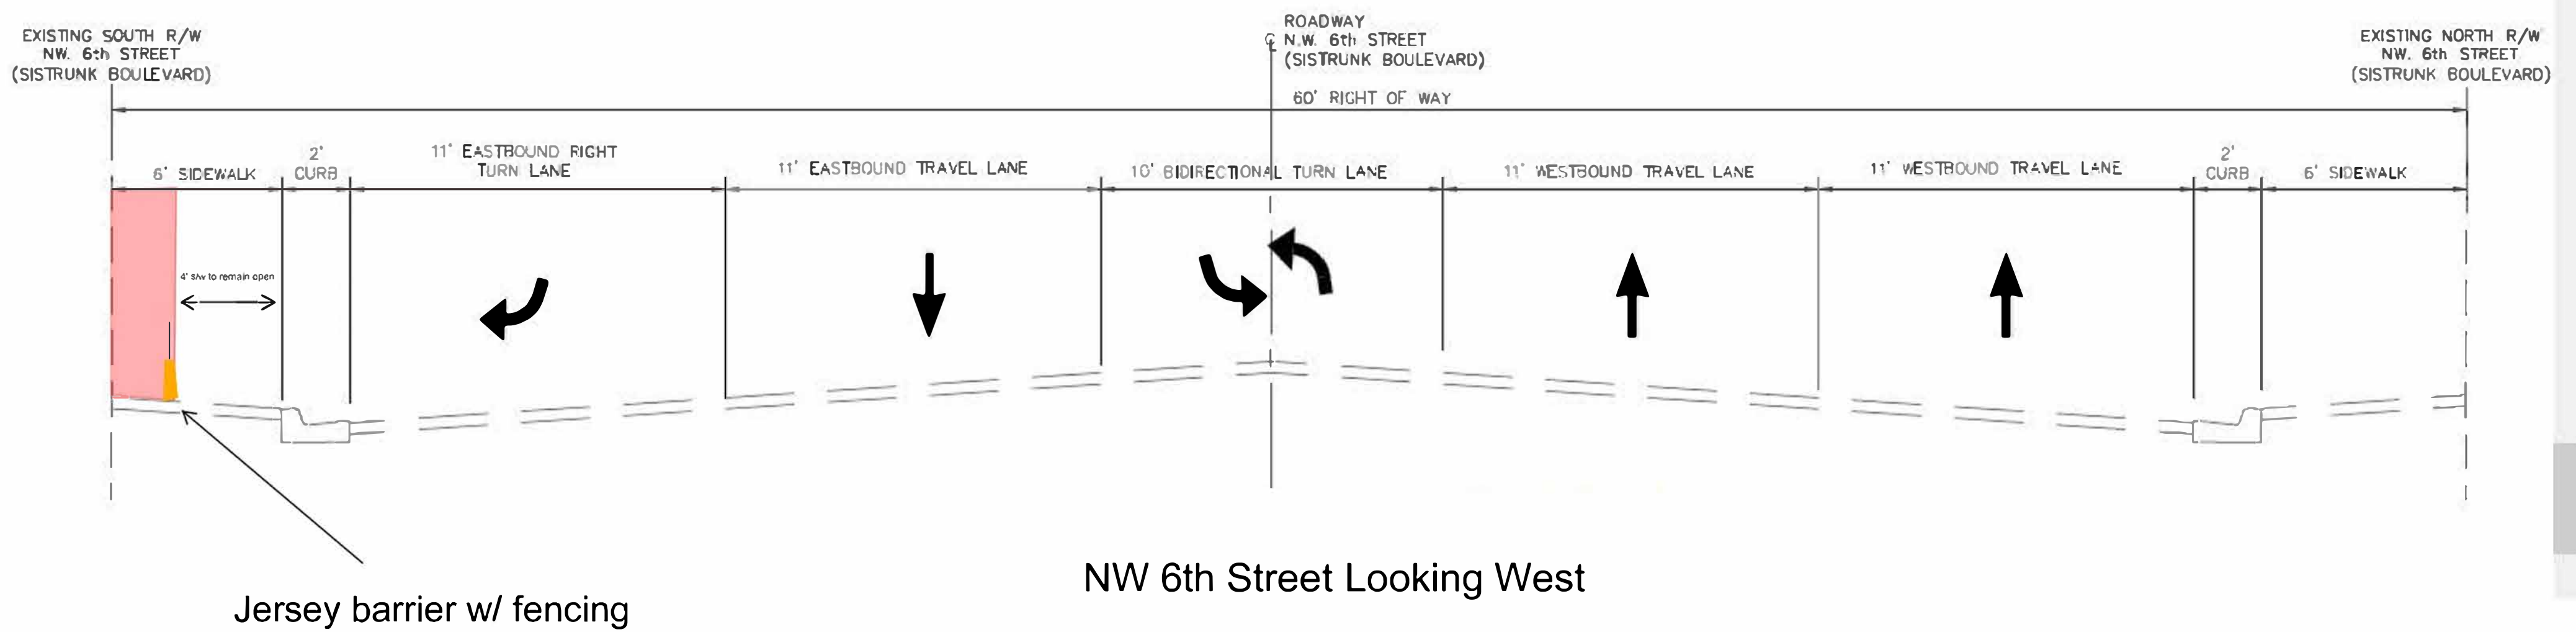 EXISTING SOUTH R/W
NW. 6th STREET
(SISTRUNK BOULEVARD)
ROADWAY
N.W. 6th STREET
(SISTRUNK BOULEVARD)
EXISTING NORTH R/W
NW. 6th STREET
(SISTRUNK BOULEVARD)
60' RIGHT OF WAY
6' SIDEWALK
2'
CURB
11' EASTBOUND RIGHT
TURN LANE
11' EASTBOUND TRAVEL LANE
10' BIDIRECTIONAL TURN LANE
11' WESTBOUND TRAVEL LANE
11' WESTBOUND TRAVEL LANE
2'
CURB
6' SIDEWALK
4' s/w to remain open
NW 6th Street Looking West
Jersey barrier w/ fencing